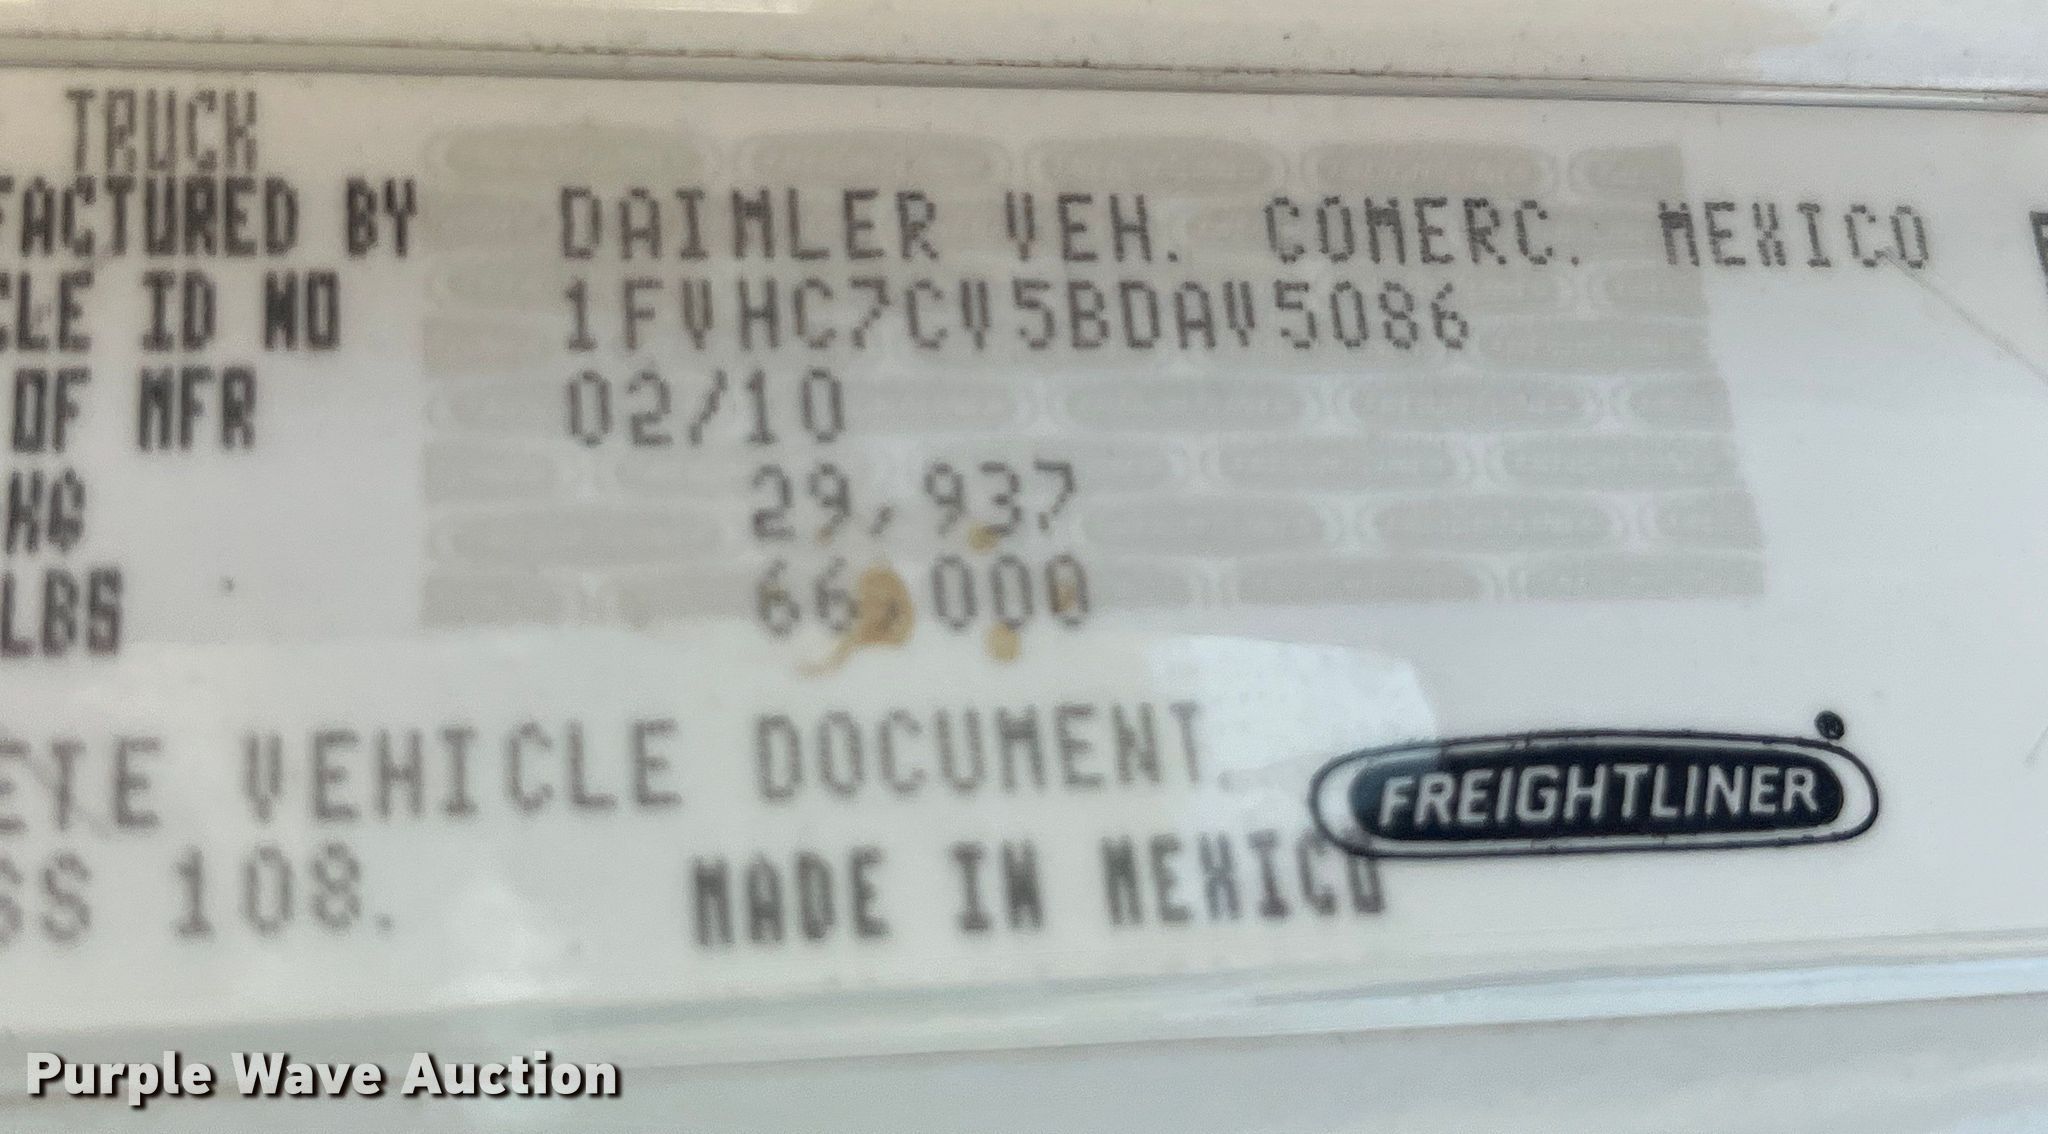 TRUCK
FACTURED BY DAIMLER VEH. COMERC. MEXICO
CLE ID NO 1FVHC7CV5BDAV5086
OF MFR 02/10
KG 29,937
LBS 66,000
ETE VEHICLE DOCUMENT.
SS 108. MADE IN MEXICO
FREIGHTLINER
Purple Wave Auction